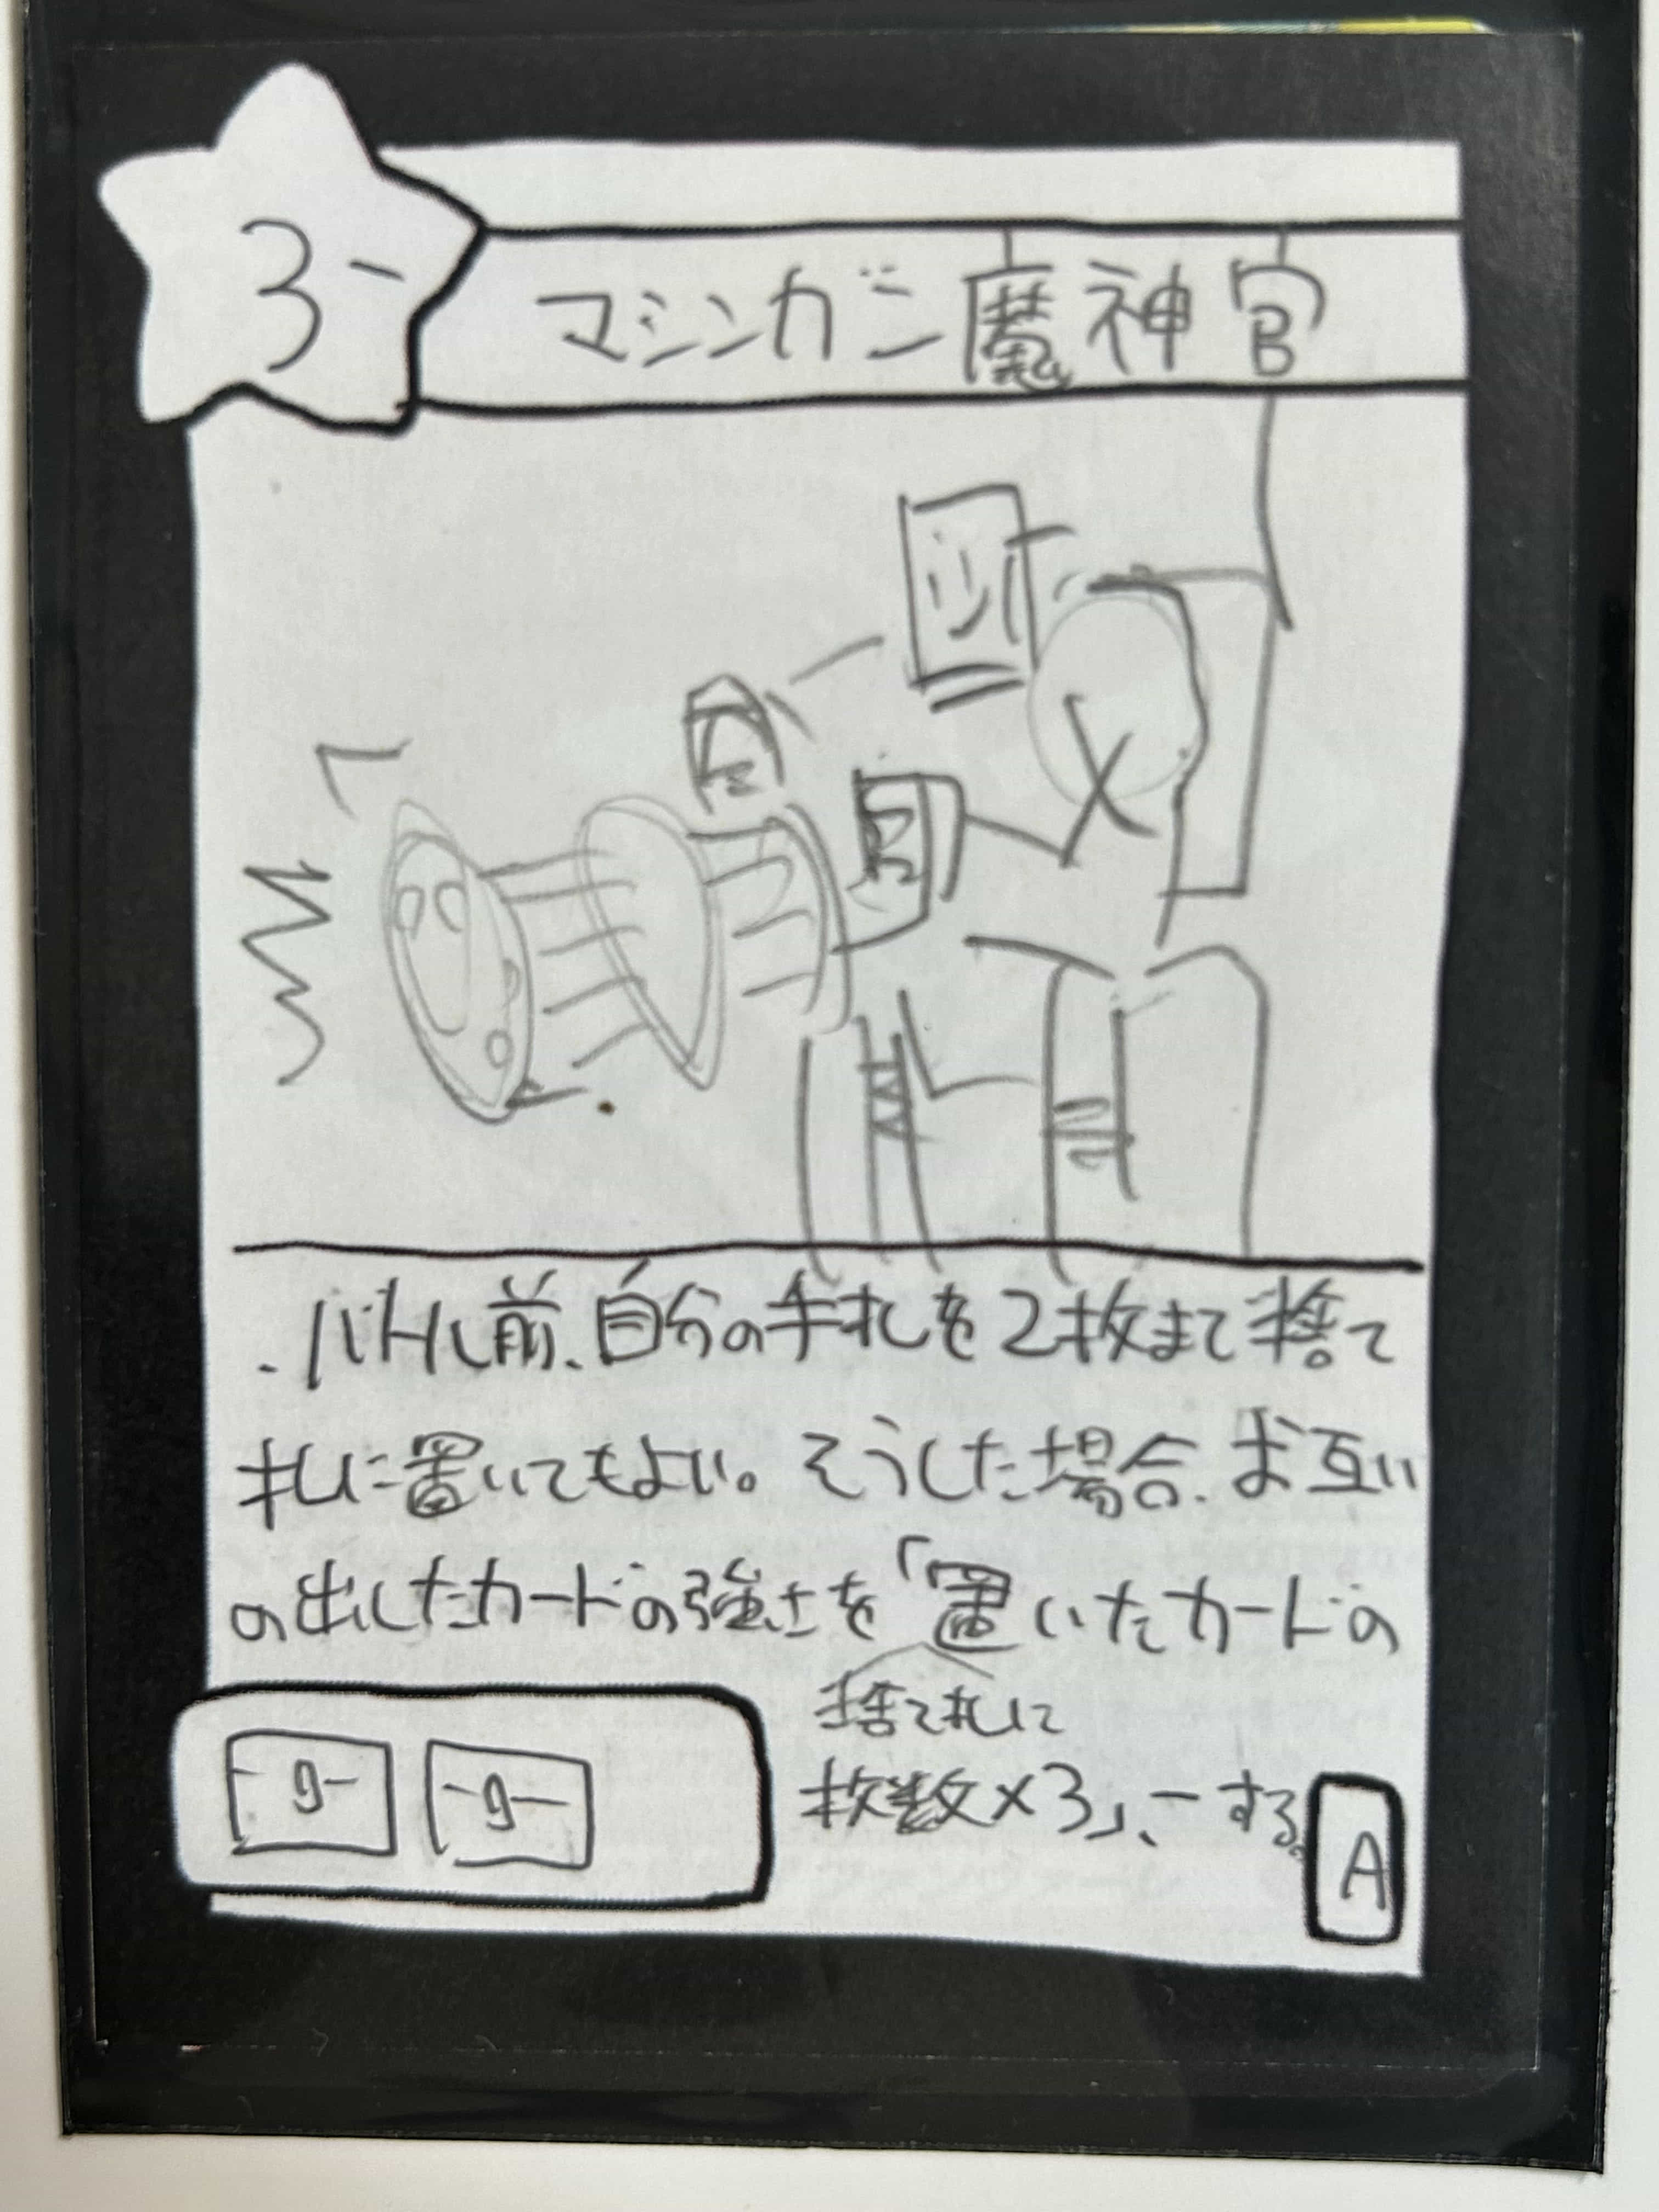 3-
マシンガン魔神官
・バトル前、自分の手札を2枚まで捨て
札に置いてもよい。そうした場合、お互い
の出したカードの強さを「置いたカードの
捨て札に
枚数×3」、ーする。
-9- -9-
A